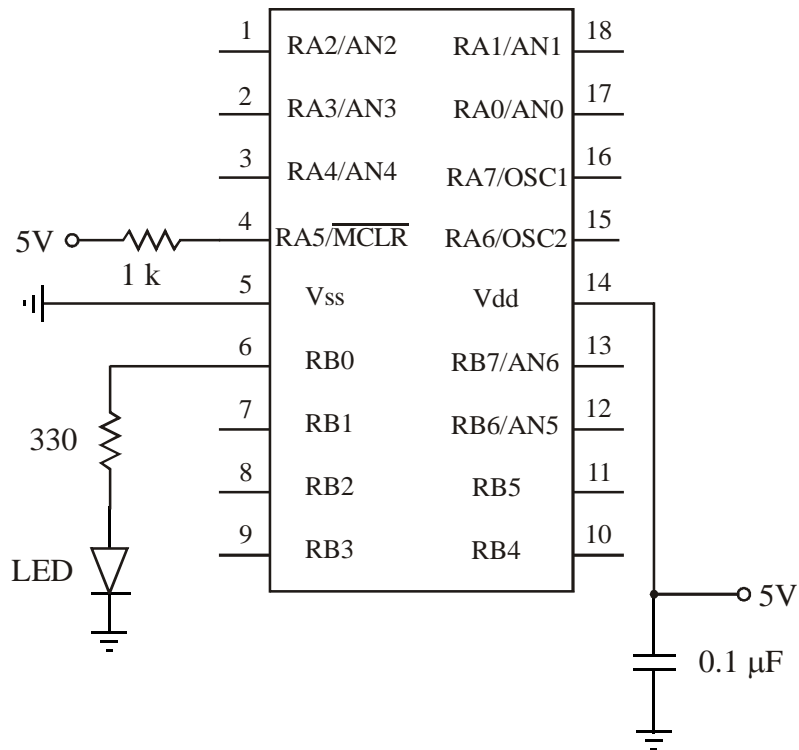 1 RA2/AN2 RA1/AN1 18
2 RA3/AN3 RA0/AN0 17
3 RA4/AN4 RA7/OSC1 16
5V 4 RA5/MCLR RA6/OSC2 15
1 k
5 Vss Vdd 14
6 RB0 RB7/AN6 13
330 7 RB1 RB6/AN5 12
8 RB2 RB5 11
9 RB3 RB4 10
LED
5V
0.1 µF